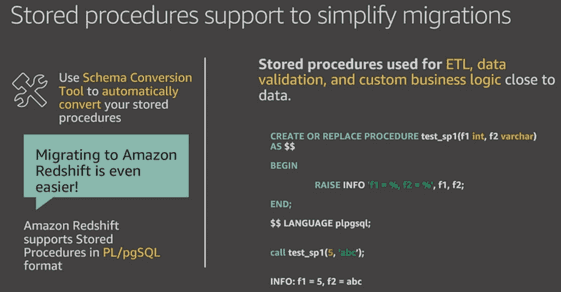 Stored procedures support to simplify migrations
Use Schema Conversion
Tool to automatically
convert your stored
procedures
Migrating to Amazon
Redshift is even
easier!
Amazon Redshift
supports Stored
Procedures in PL/pgSQL
format
Stored procedures used for ETL, data
validation, and custom business logic close to
data.
CREATE OR REPLACE PROCEDURE test_sp1(f1 int, f2 varchar)
AS $$
BEGIN
RAISE INFO 'f1 = %, f2 = %', f1, f2;
END;
$$ LANGUAGE plpgsql;
call test_sp1(5, 'abc');
INFO: f1 = 5, f2 = abc